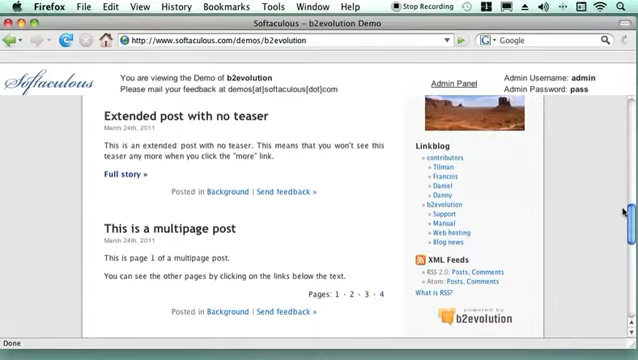 Firefox File Edit View History Bookmarks Tools Window Help Stop Recording
Softaculous – b2evolution Demo
http://www.softaculous.com/demos/b2evolution
Google
Softaculous
You are viewing the Demo of b2evolution
Please mail your feedback at demos[at]softaculous[dot]com
Admin Panel
Admin Username: admin
Admin Password: pass
Extended post with no teaser
March 24th, 2011
This is an extended post with no teaser. This means that you won't see
teaser any more when you click the "more" link.
Full story »
Posted in Background | Send feedback »
This is a multipage post
March 24th, 2011
This is page 1 of a multipage post.
You can see the other pages by clicking on the links below the text.
Pages: 1 · 2 · 3 · 4
Posted in Background | Send feedback »
Linkblog
» contributors
» Tilman
» Francois
» Daniel
» Danny
» b2evolution
» Support
» Manual
» Web hosting
» Blog news
XML Feeds
» RSS 2.0: Posts, Comments
» Atom: Posts, Comments
What is RSS?
powered by
b2evolution
Done